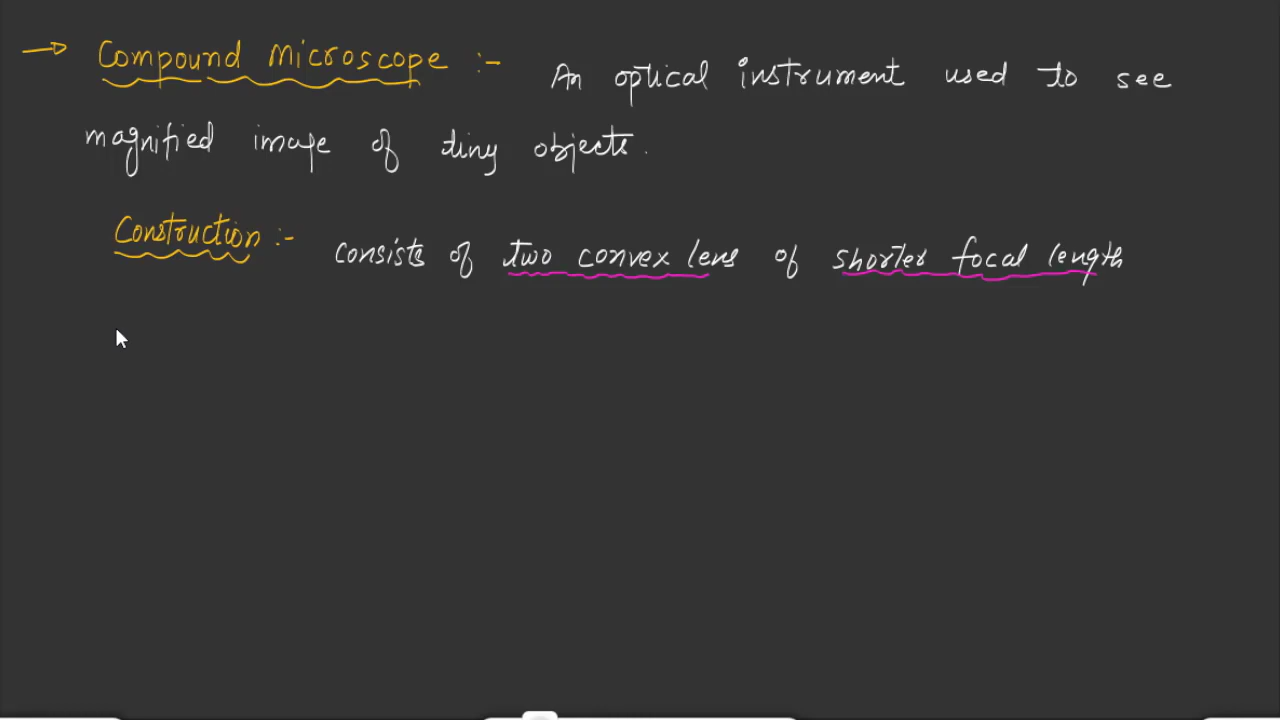 → Compound Microscope :- An optical instrument used to see
magnified image of tiny objects.
Construction :- consists of two convex lens of shorter focal length